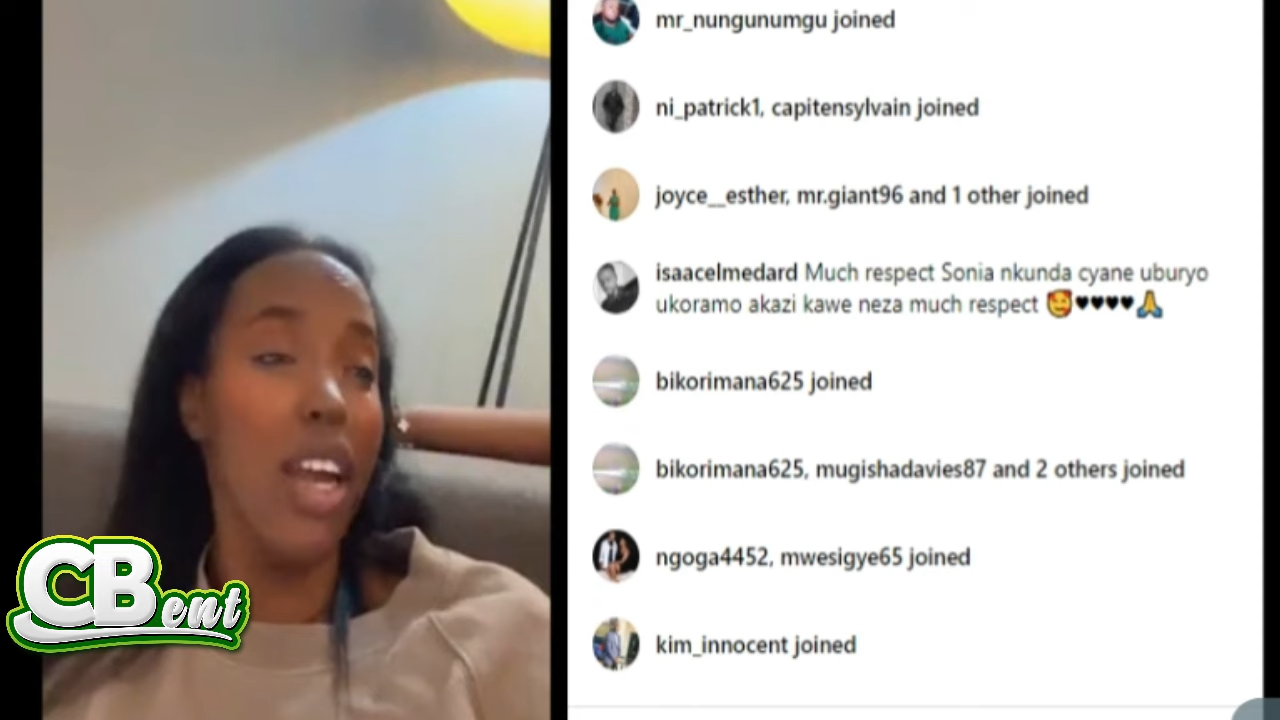 mr_nungunumgu joined
ni_patrick1, capitensylvain joined
joyce__esther, mr.giant96 and 1 other joined
isaacelmedard Much respect Sonia nkunda cyane uburyo
ukoramo akazi kawe neza much respect 🥰♥♥♥♥🙏
bikorimana625 joined
bikorimana625, mugishadavies87 and 2 others joined
ngoga4452, mwesigye65 joined
kim_innocent joined
CB ent